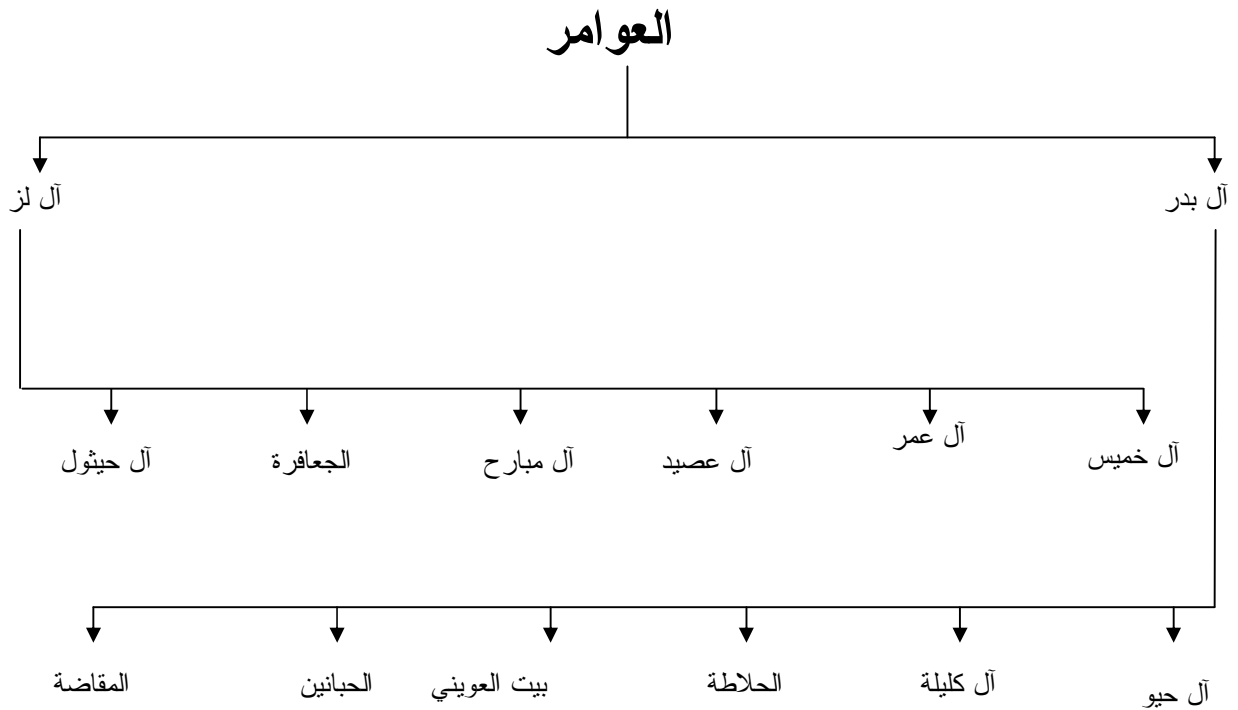 العوامر
آل بدر
آل لز
آل خميس
آل عمر
آل عصيد
آل مبارح
الجعافرة
آل حيثول
آل حيو
آل كليلة
الحلاطة
بيت العويني
الحبانين
المقاضة